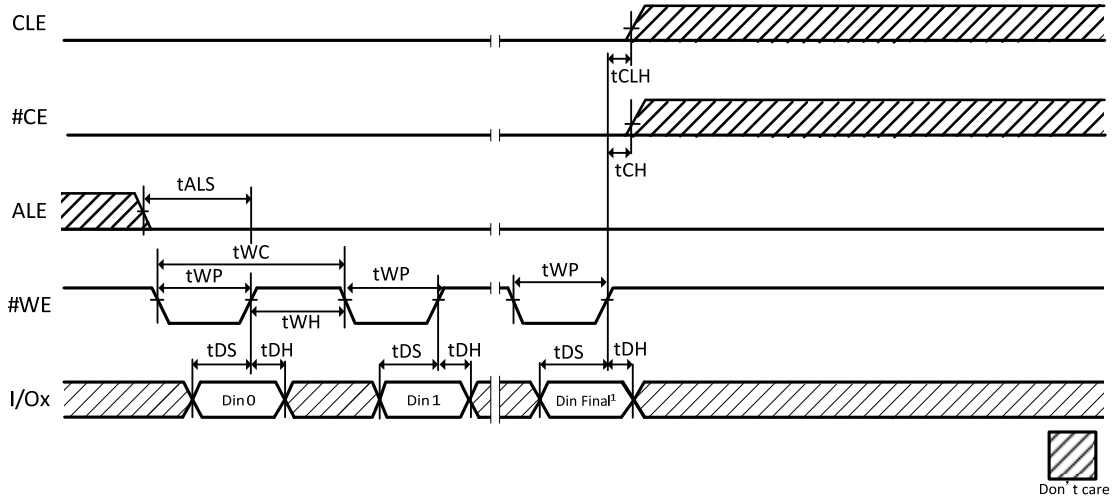 CLE
tCLH
#CE
tCH
tALS
ALE
tWC
tWP tWP tWP
#WE
tWH
tDS tDH tDS tDH tDS tDH
I/Ox Din 0 Din 1 Din Final¹
Don't care